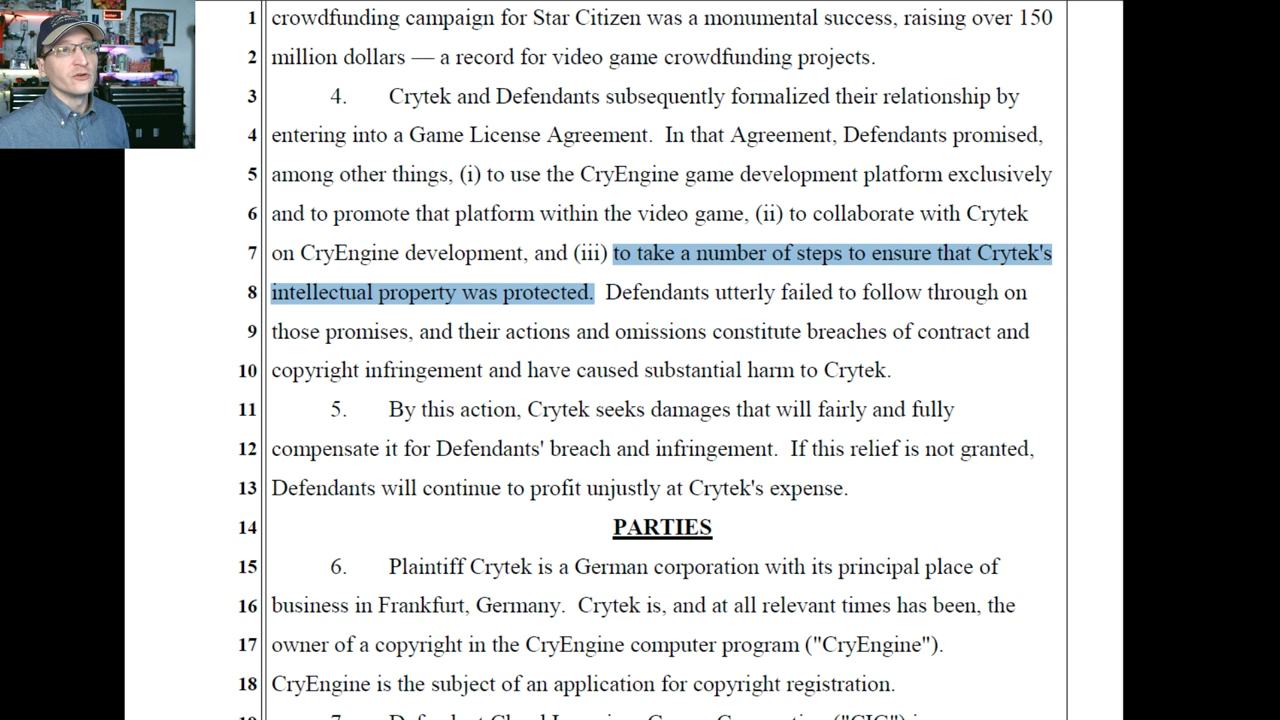 1 crowdfunding campaign for Star Citizen was a monumental success, raising over 150
2 million dollars — a record for video game crowdfunding projects.
3 4. Crytek and Defendants subsequently formalized their relationship by
4 entering into a Game License Agreement. In that Agreement, Defendants promised,
5 among other things, (i) to use the CryEngine game development platform exclusively
6 and to promote that platform within the video game, (ii) to collaborate with Crytek
7 on CryEngine development, and (iii) to take a number of steps to ensure that Crytek's
8 intellectual property was protected. Defendants utterly failed to follow through on
9 those promises, and their actions and omissions constitute breaches of contract and
10 copyright infringement and have caused substantial harm to Crytek.
11 5. By this action, Crytek seeks damages that will fairly and fully
12 compensate it for Defendants' breach and infringement. If this relief is not granted,
13 Defendants will continue to profit unjustly at Crytek's expense.
14 PARTIES
15 6. Plaintiff Crytek is a German corporation with its principal place of
16 business in Frankfurt, Germany. Crytek is, and at all relevant times has been, the
17 owner of a copyright in the CryEngine computer program ("CryEngine").
18 CryEngine is the subject of an application for copyright registration.